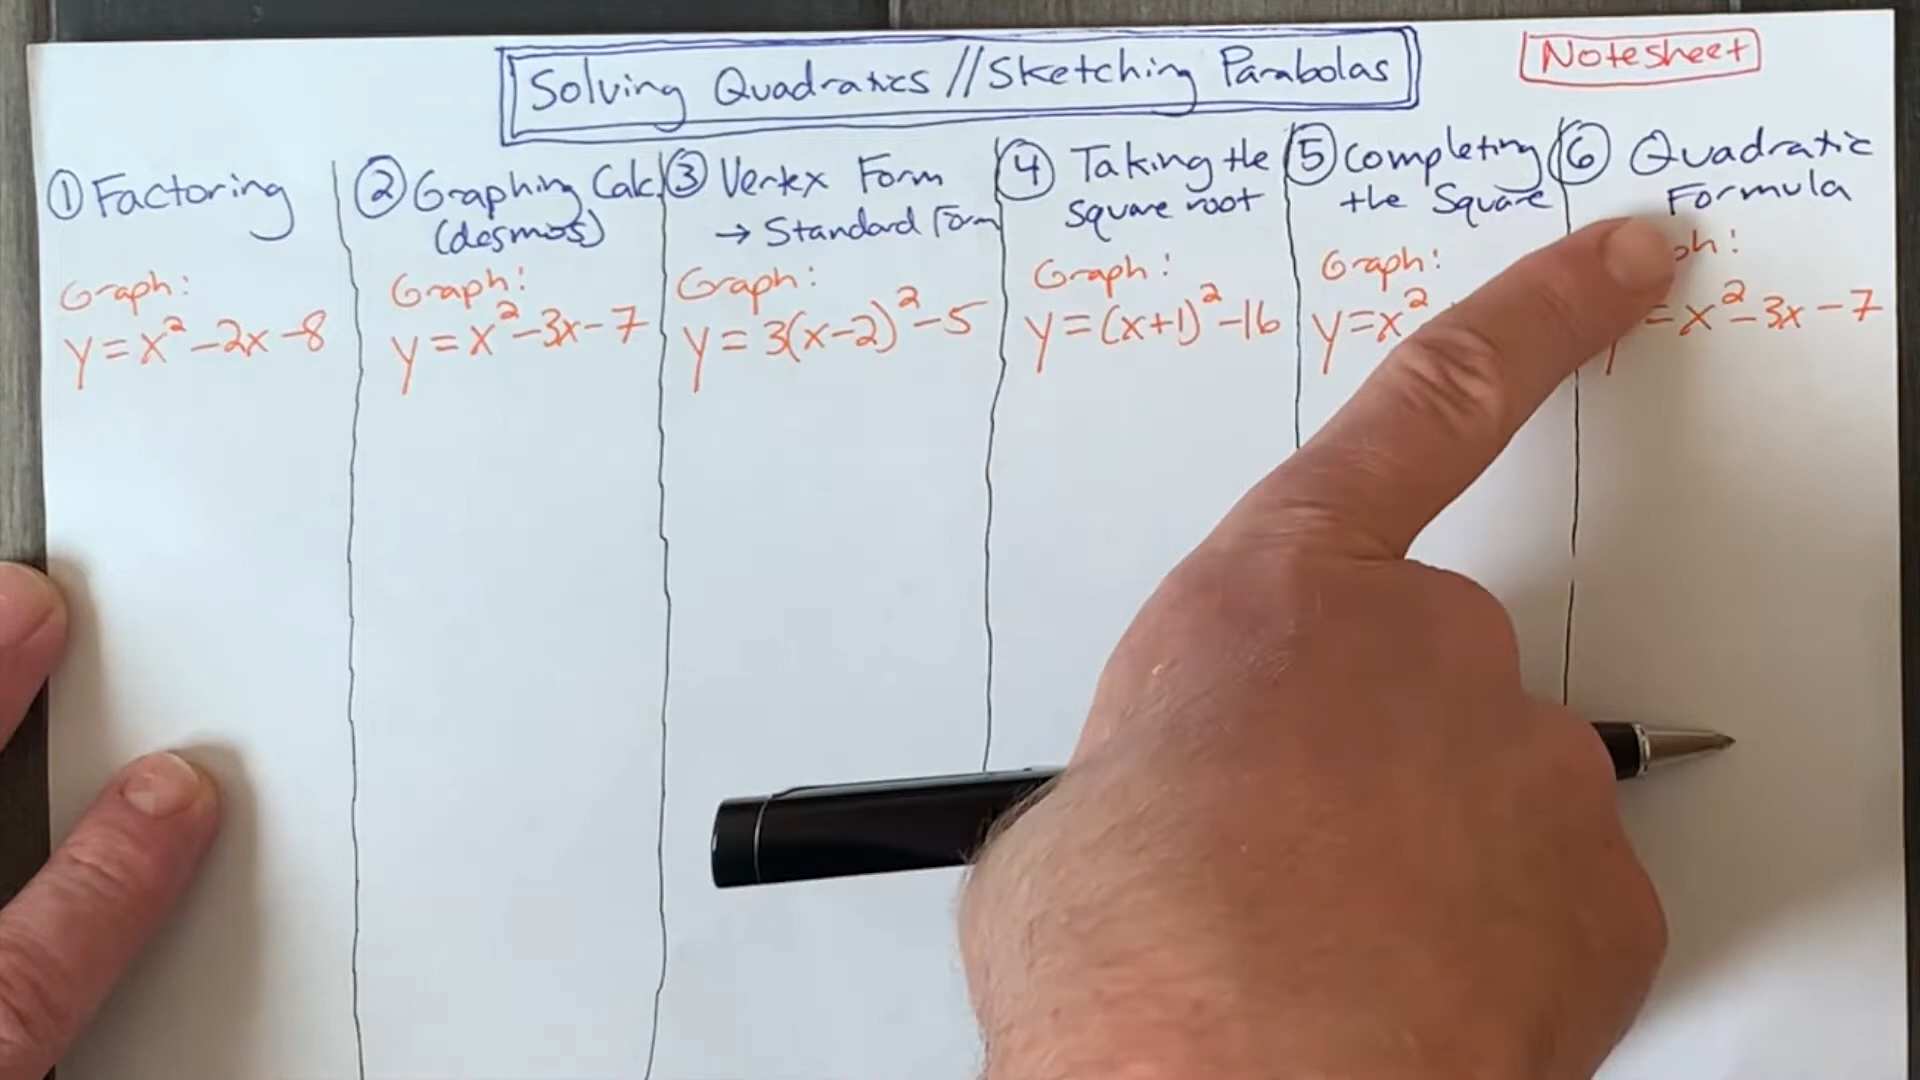 Solving Quadratics // Sketching Parabolas
Notesheet
① Factoring
Graph:
y = x² - 2x - 8
② Graphing Calc.
(desmos)
Graph:
y = x² - 3x - 7
③ Vertex Form
→ Standard Form
Graph:
y = 3(x-2)² - 5
④ Taking the
square root
Graph:
y = (x+1)² - 16
⑤ Completing
the Square
Graph:
y = x²
⑥ Quadratic
Formula
ph:
y = x² - 3x - 7